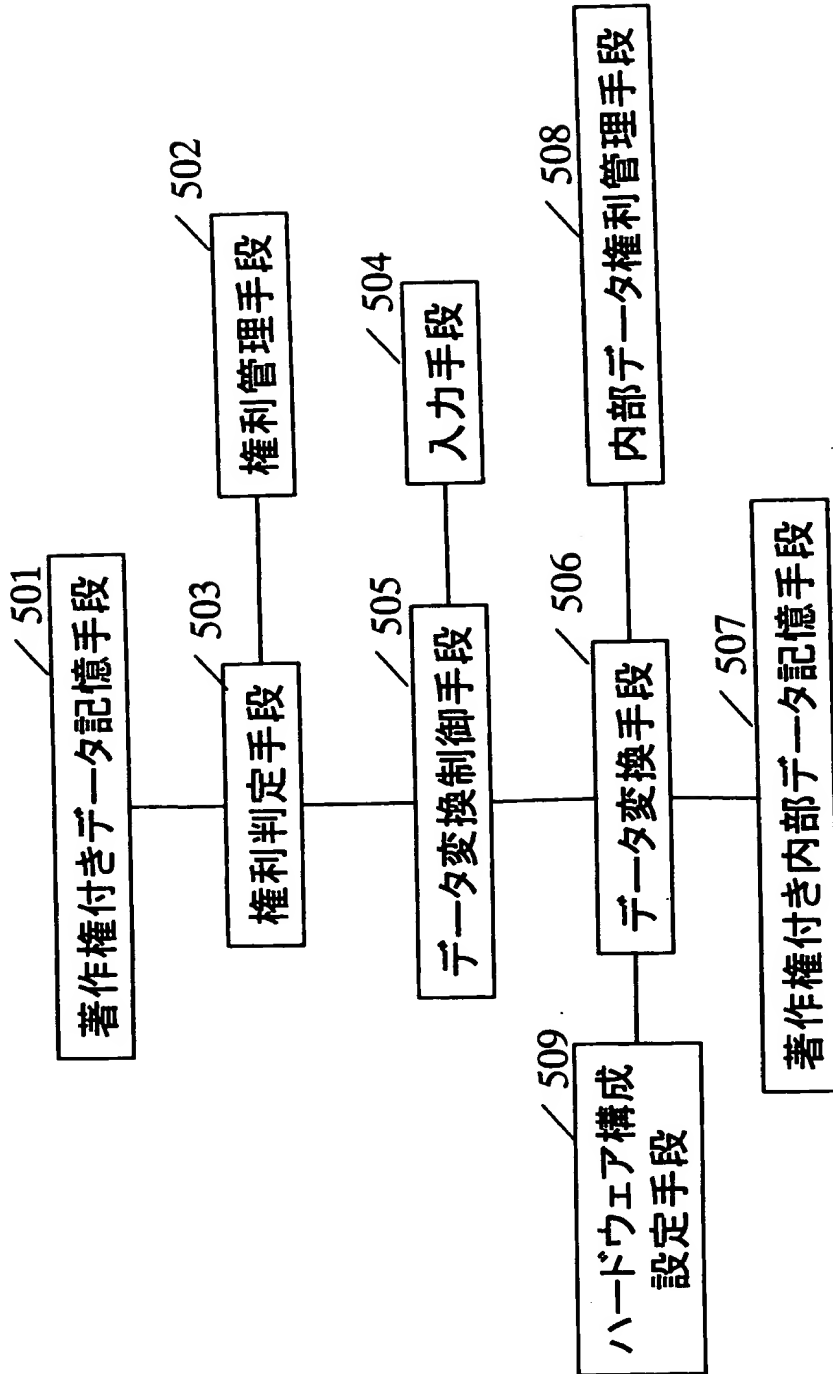 501
著作権付きデータ記憶手段
502
503
権利判定手段
権利管理手段
504
505
データ変換制御手段
入力手段
506
508
データ変換手段
内部データ権利管理手段
509
ハードウェア構成
設定手段
507
著作権付き内部データ記憶手段